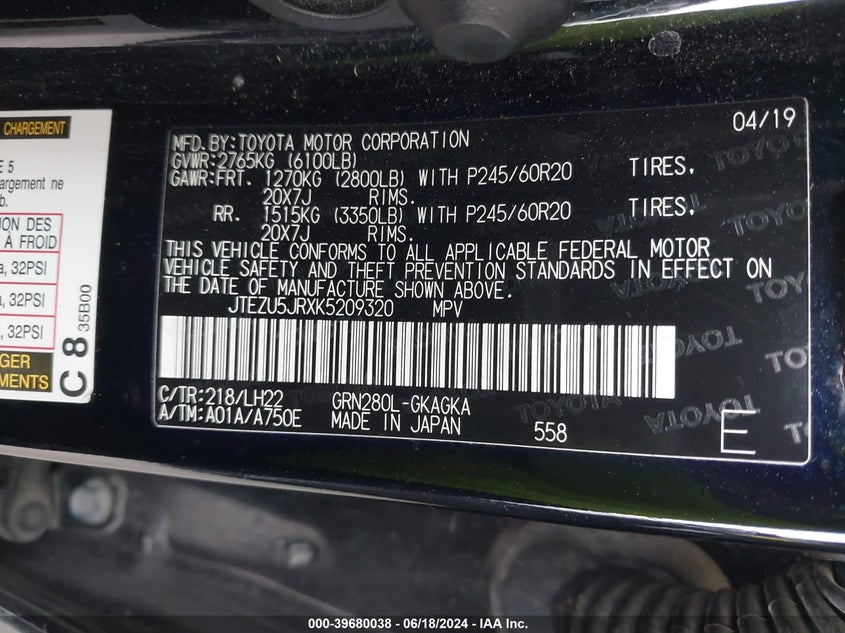 CHARGEMENT
E 5
argement ne
b.
ION DES
À FROID
a, 32PSI
a, 32PSI
a, 32PSI
GER
EMENTS
C 8 35B00
04/19
MFD.BY:TOYOTA MOTOR CORPORATION
GVWR:2765KG (6100LB)
GAWR:FRT. 1270KG (2800LB) WITH P245/60R20 TIRES,
20X7J RIMS.
RR. 1515KG (3350LB) WITH P245/60R20 TIRES,
20X7J RIMS.
THIS VEHICLE CONFORMS TO ALL APPLICABLE FEDERAL MOTOR
VEHICLE SAFETY AND THEFT PREVENTION STANDARDS IN EFFECT ON
THE DATE OF MANUFACTURE SHOWN ABOVE.
JTEZU5JRXK5209320 MPV
C/TR:218/LH22 GRN280L-GKAGKA
A/TM:A01A/A750E MADE IN JAPAN 558
E
TOYOTA
000-39680038 - 06/18/2024 - IAA Inc.